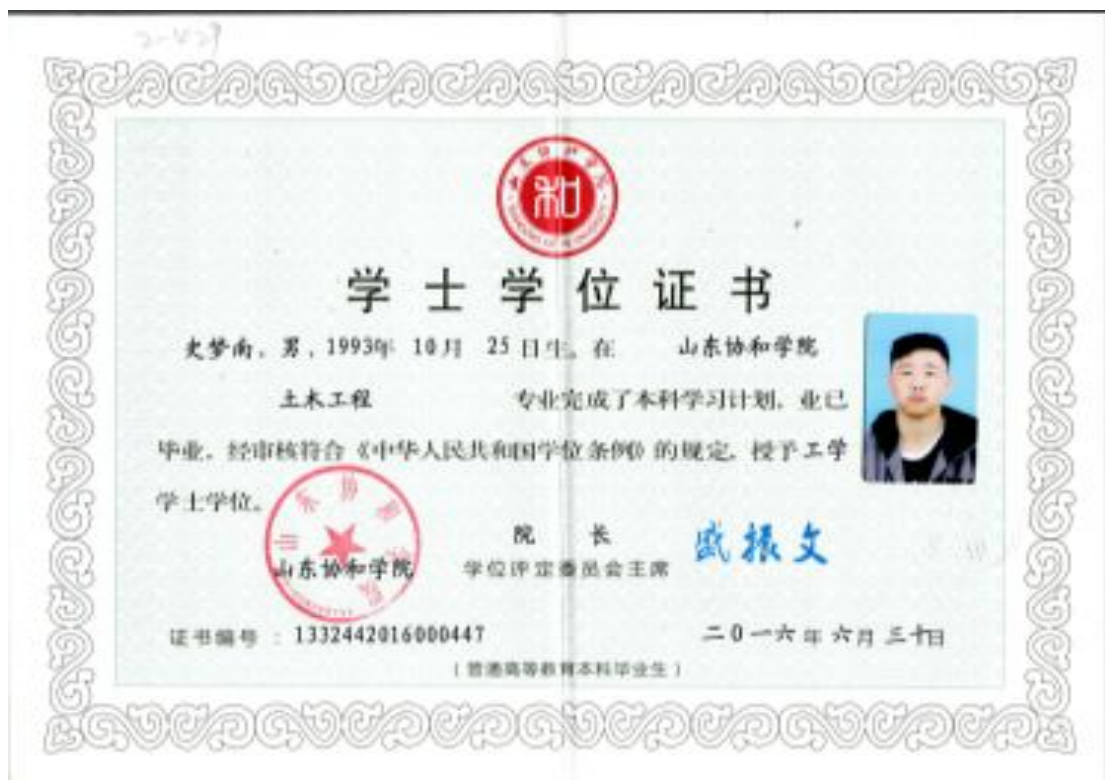 2-429
学士学位证书
史梦南，男，1993年 10月 25日生。在 山东协和学院
土木工程 专业完成了本科学习计划，业已
毕业，经审核符合《中华人民共和国学位条例》的规定，授予工学
学士学位。
院 长 盛振文
山东协和学院 学位评定委员会主席
证书编号：1332442016000447 二〇一六年六月三十日
（普通高等教育本科毕业生）